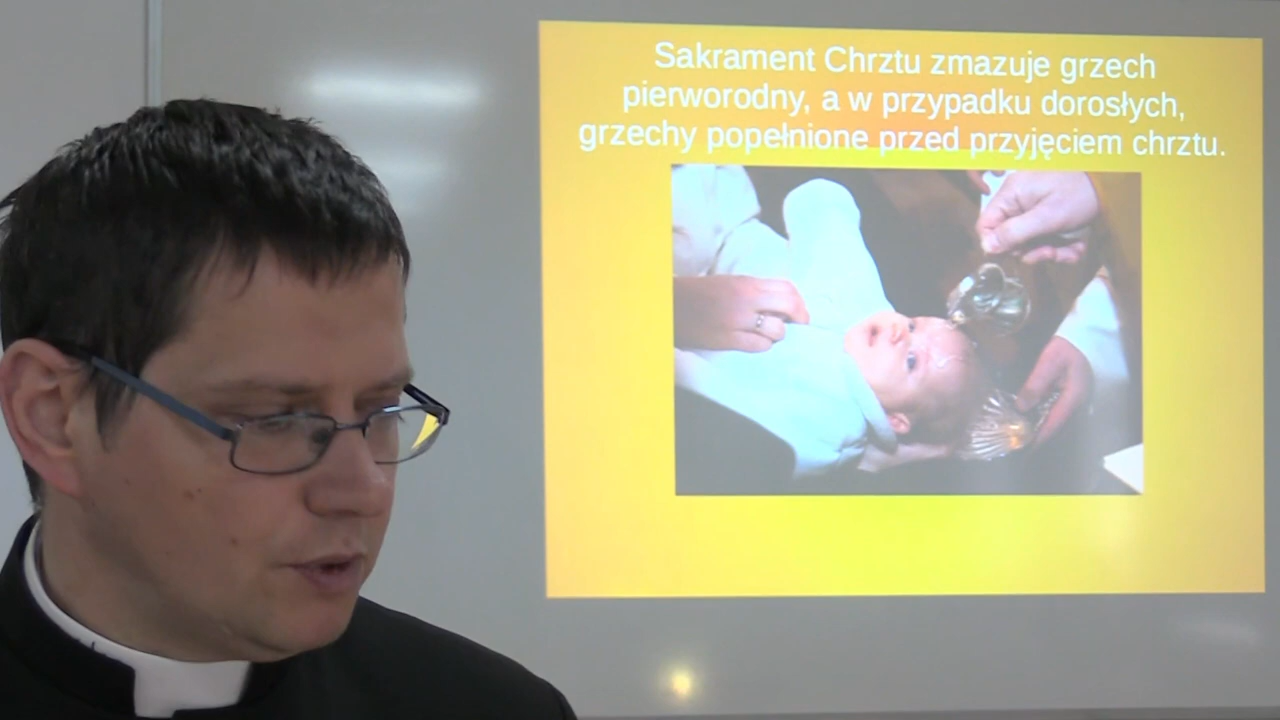 Sakrament Chrztu zmazuje grzech
pierworodny, a w przypadku dorosłych,
grzechy popełnione przed przyjęciem chrztu.